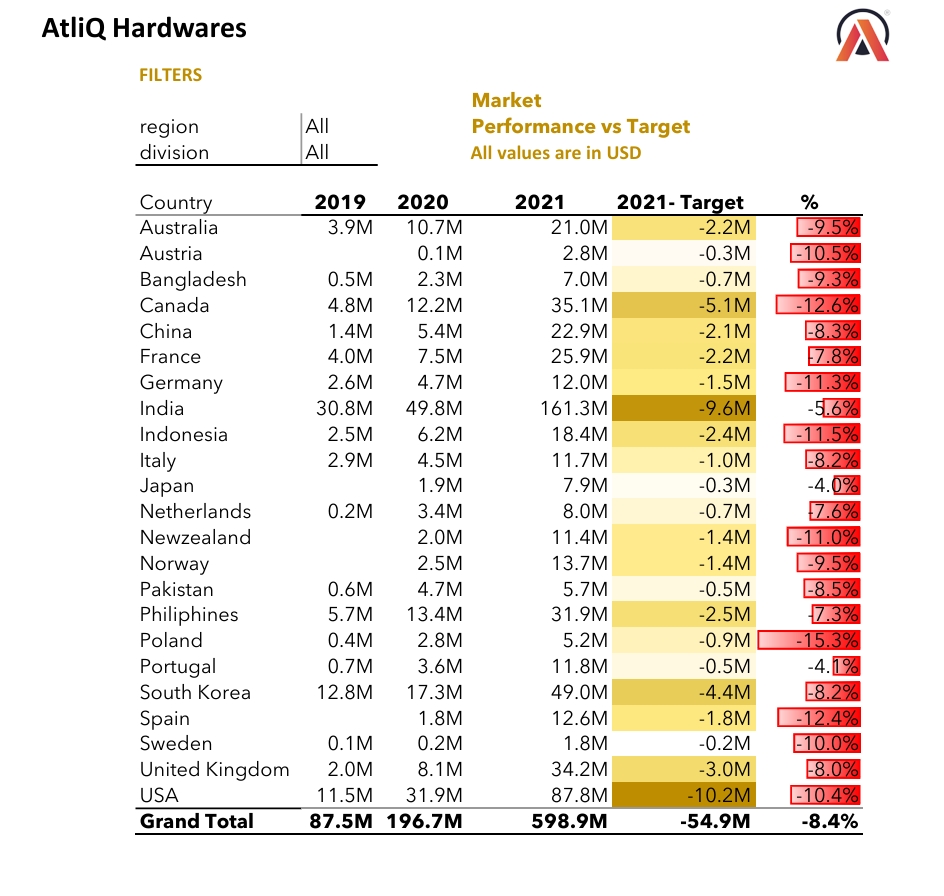 AtliQ Hardwares
FILTERS
region All
division All
Market
Performance vs Target
All values are in USD
Country 2019 2020 2021 2021- Target %
Australia 3.9M 10.7M 21.0M -2.2M -9.5%
Austria 0.1M 2.8M -0.3M -10.5%
Bangladesh 0.5M 2.3M 7.0M -0.7M -9.3%
Canada 4.8M 12.2M 35.1M -5.1M -12.6%
China 1.4M 5.4M 22.9M -2.1M -8.3%
France 4.0M 7.5M 25.9M -2.2M -7.8%
Germany 2.6M 4.7M 12.0M -1.5M -11.3%
India 30.8M 49.8M 161.3M -9.6M -5.6%
Indonesia 2.5M 6.2M 18.4M -2.4M -11.5%
Italy 2.9M 4.5M 11.7M -1.0M -8.2%
Japan 1.9M 7.9M -0.3M -4.0%
Netherlands 0.2M 3.4M 8.0M -0.7M -7.6%
Newzealand 2.0M 11.4M -1.4M -11.0%
Norway 2.5M 13.7M -1.4M -9.5%
Pakistan 0.6M 4.7M 5.7M -0.5M -8.5%
Philiphines 5.7M 13.4M 31.9M -2.5M -7.3%
Poland 0.4M 2.8M 5.2M -0.9M -15.3%
Portugal 0.7M 3.6M 11.8M -0.5M -4.1%
South Korea 12.8M 17.3M 49.0M -4.4M -8.2%
Spain 1.8M 12.6M -1.8M -12.4%
Sweden 0.1M 0.2M 1.8M -0.2M -10.0%
United Kingdom 2.0M 8.1M 34.2M -3.0M -8.0%
USA 11.5M 31.9M 87.8M -10.2M -10.4%
Grand Total 87.5M 196.7M 598.9M -54.9M -8.4%